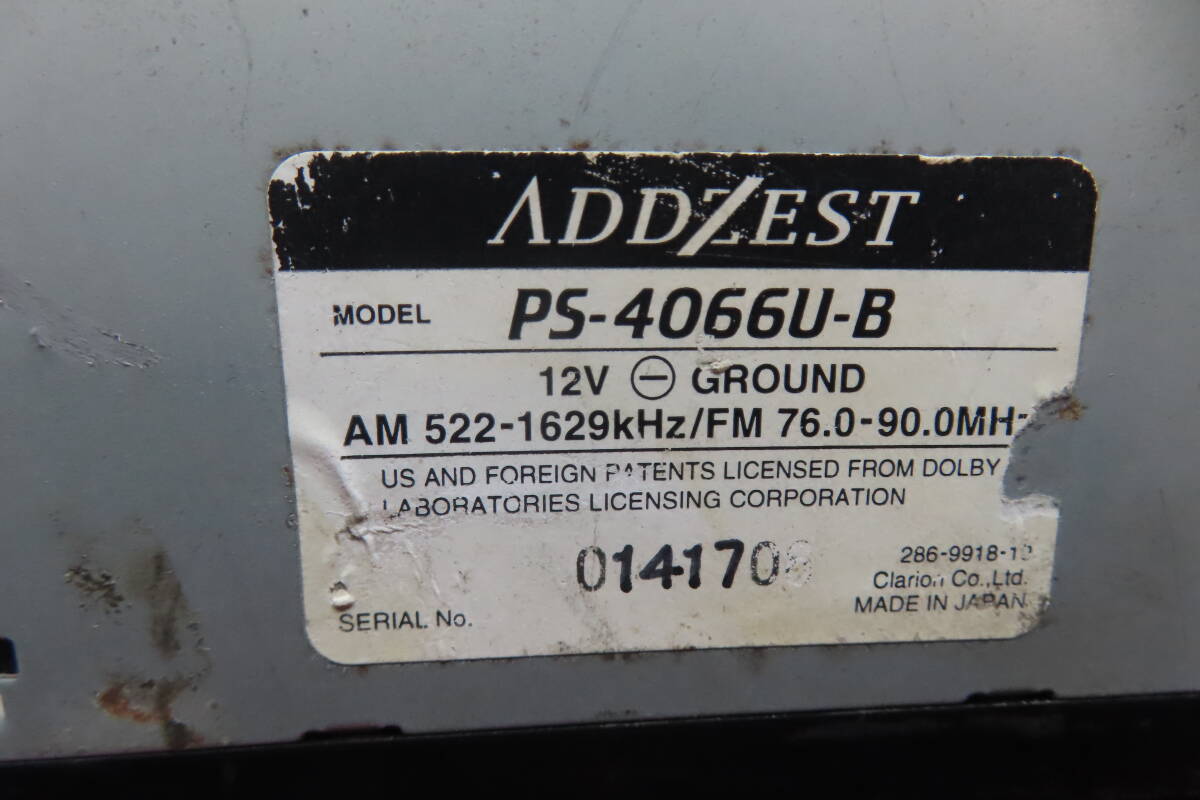 ADDZEST
MODEL PS-4066U-B
12V ⊖ GROUND
AM 522-1629kHz/FM 76.0-90.0MHz
US AND FOREIGN PATENTS LICENSED FROM DOLBY
LABORATORIES LICENSING CORPORATION
286-9918-1
Clarion Co.,Ltd.
MADE IN JAPAN
SERIAL No. 014170